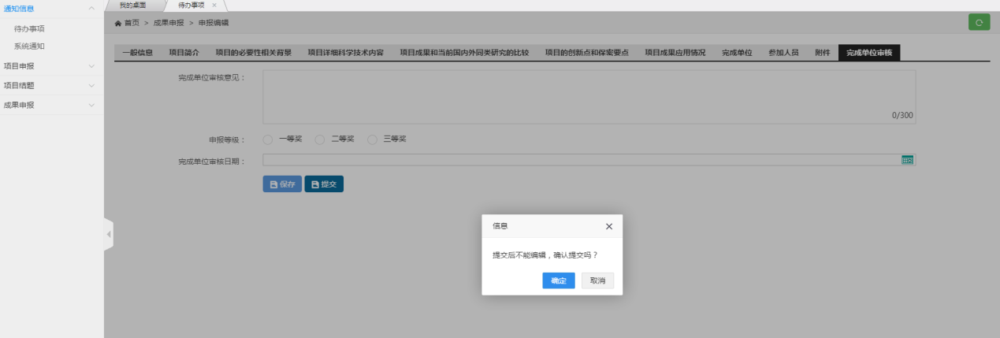 通知信息
待办事项
系统通知
项目申报
项目结题
成果申报
我的桌面 待办事项
首页 > 成果申报 > 申报编辑
一般信息 项目简介 项目的必要性相关背景 项目详细科学技术内容 项目成果和当前国内外同类研究的比较 项目的创新点和保密要点 项目成果应用情况 完成单位 参加人员 附件 完成单位审核
完成单位审核意见：
0/300
申报等级： 一等奖 二等奖 三等奖
完成单位审核日期：
保存 提交
信息
提交后不能编辑，确认提交吗？
确定 取消